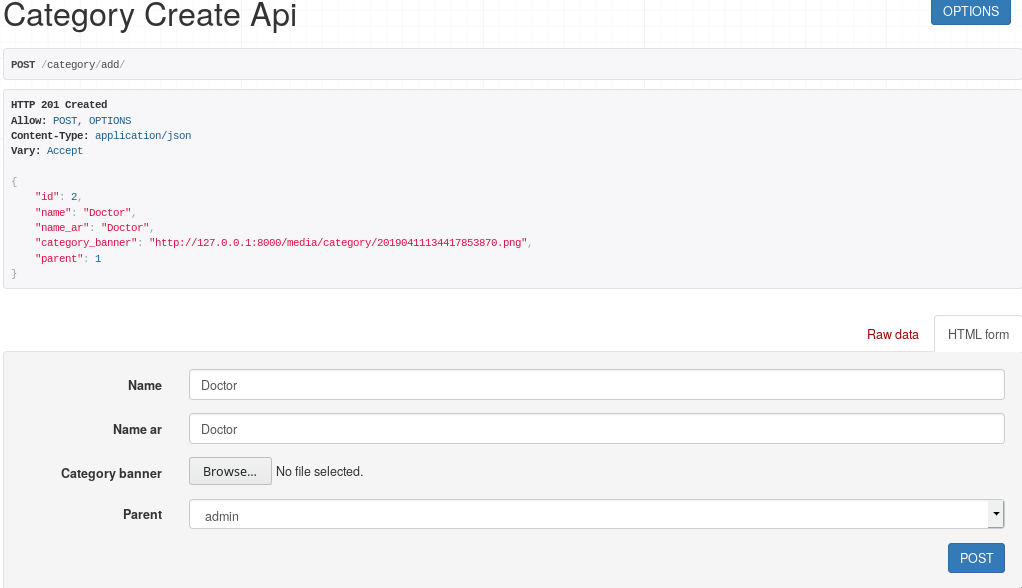 Category Create Api
OPTIONS
POST /category/add/
HTTP 201 Created
Allow: POST, OPTIONS
Content-Type: application/json
Vary: Accept
{
"id": 2,
"name": "Doctor",
"name_ar": "Doctor",
"category_banner": "http://127.0.0.1:8000/media/category/20190411134417853870.png",
"parent": 1
}
Raw data
HTML form
Name
Doctor
Name ar
Doctor
Category banner
Browse... No file selected.
Parent
admin
POST